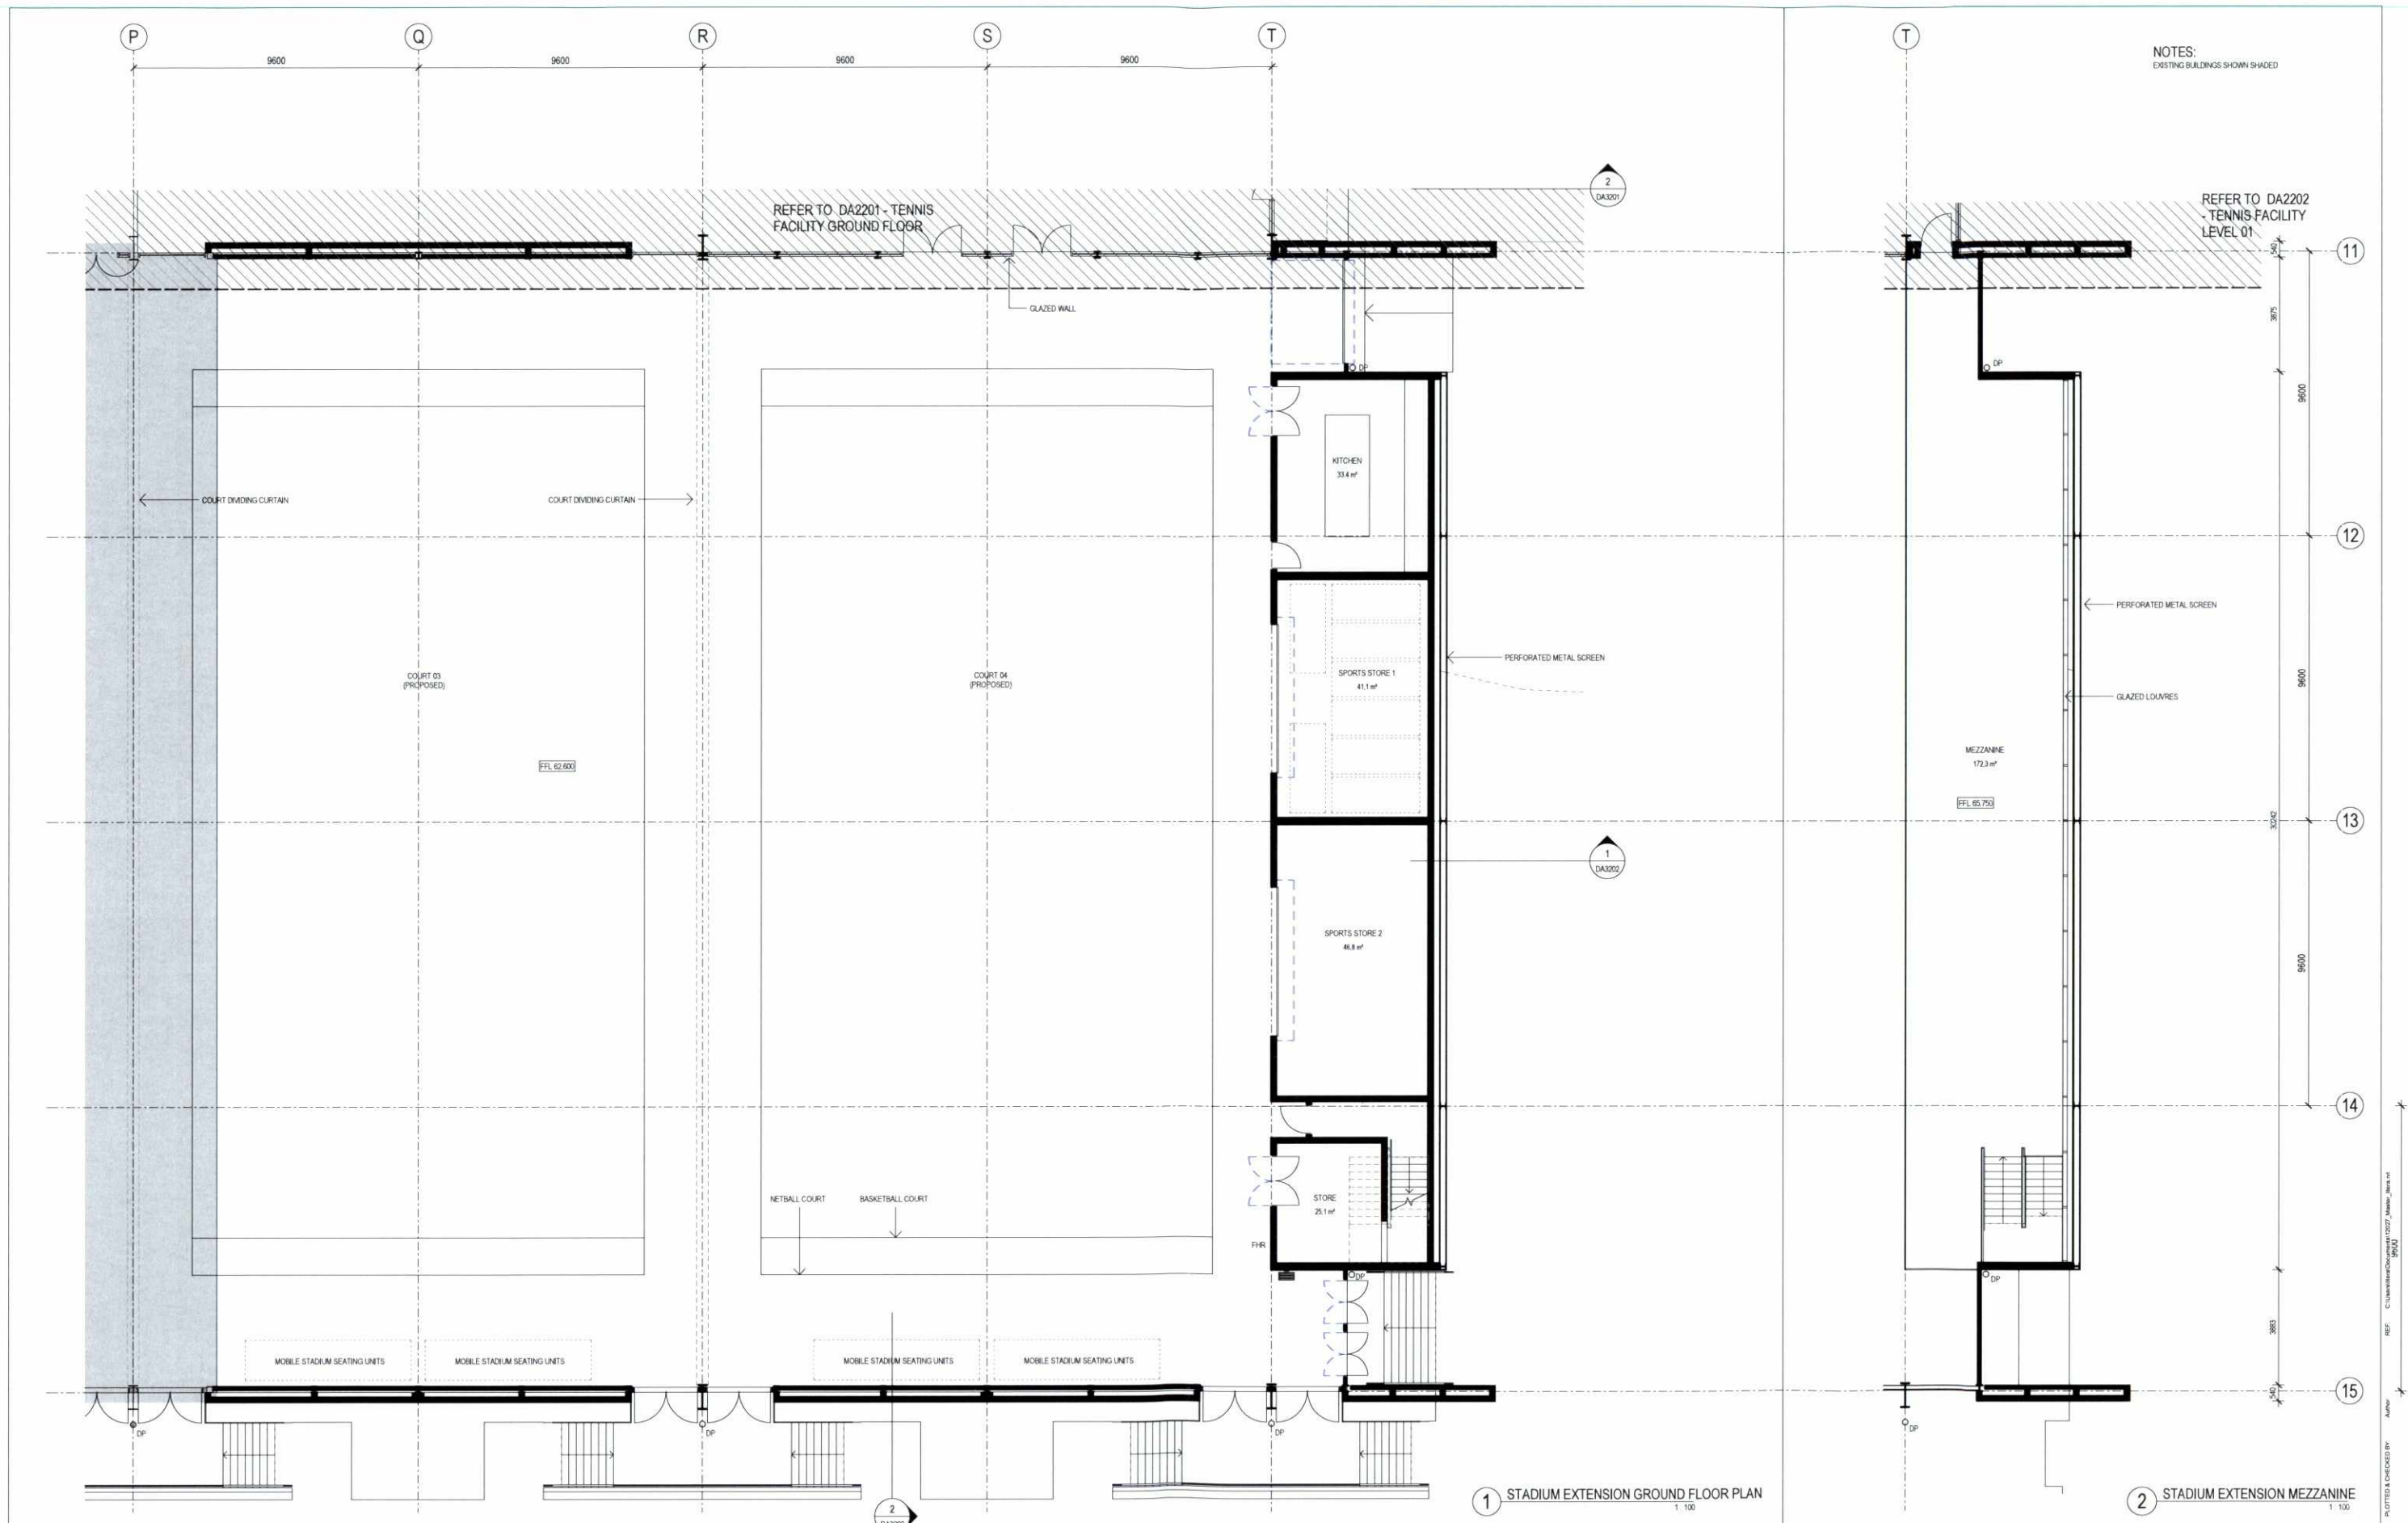 P
Q
R
S
T
T
9600
9600
9600
9600
NOTES:
EXISTING BUILDINGS SHOWN SHADED
2
DA3201
REFER TO DA2201 - TENNIS
FACILITY GROUND FLOOR
REFER TO DA2202
- TENNIS FACILITY
LEVEL 01
540
11
GLAZED WALL
3875
DP
DP
9600
KITCHEN
33.4 m²
COURT DIVIDING CURTAIN
COURT DIVIDING CURTAIN
12
PERFORATED METAL SCREEN
PERFORATED METAL SCREEN
COURT 03
(PROPOSED)
COURT 04
(PROPOSED)
SPORTS STORE 1
41.1 m²
9600
GLAZED LOUVRES
MEZZANINE
172.3 m²
FFL 62.600
FFL 65.750
30242
13
1
DA3202
SPORTS STORE 2
46.8 m²
9600
14
NETBALL COURT
BASKETBALL COURT
STORE
25.1 m²
FHR
9600
DP
DP
3883
MOBILE STADIUM SEATING UNITS
MOBILE STADIUM SEATING UNITS
MOBILE STADIUM SEATING UNITS
MOBILE STADIUM SEATING UNITS
540
15
DP
DP
DP
DP
1
STADIUM EXTENSION GROUND FLOOR PLAN
1 : 100
2
STADIUM EXTENSION MEZZANINE
1 : 100
2
PLOTTED & CHECKED BY: Author REF: